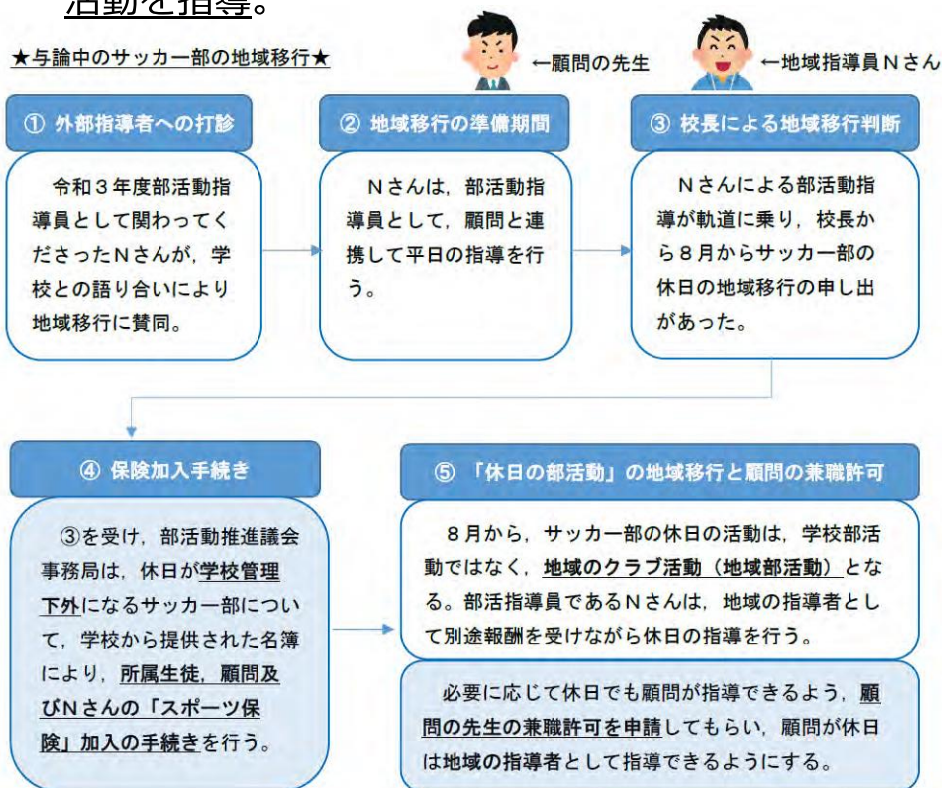 活動を指導。
★与論中のサッカー部の地域移行★
←顧問の先生
←地域指導員Nさん
① 外部指導者への打診
令和3年度部活動指
導員として関わってく
ださったNさんが，学
校との語り合いにより
地域移行に賛同。
② 地域移行の準備期間
Nさんは，部活動指
導員として，顧問と連
携して平日の指導を行
う。
③ 校長による地域移行判断
Nさんによる部活動指
導が軌道に乗り，校長か
ら8月からサッカー部の
休日の地域移行の申し出
があった。
④ 保険加入手続き
③を受け，部活動推進議会
事務局は，休日が学校管理
下外になるサッカー部につい
て，学校から提供された名簿
により，所属生徒，顧問及
びNさんの「スポーツ保
険」加入の手続きを行う。
⑤ 「休日の部活動」の地域移行と顧問の兼職許可
8月から，サッカー部の休日の活動は，学校部活
動ではなく，地域のクラブ活動（地域部活動）とな
る。部活指導員であるNさんは，地域の指導者とし
て別途報酬を受けながら休日の指導を行う。
必要に応じて休日でも顧問が指導できるよう，顧
問の先生の兼職許可を申請してもらい，顧問が休日
は地域の指導者として指導できるようにする。